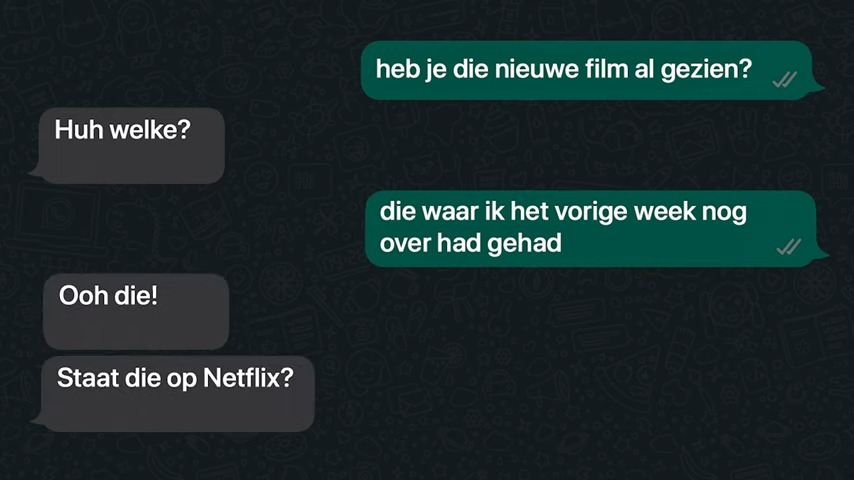 heb je die nieuwe film al gezien?
Huh welke?
die waar ik het vorige week nog
over had gehad
Ooh die!
Staat die op Netflix?